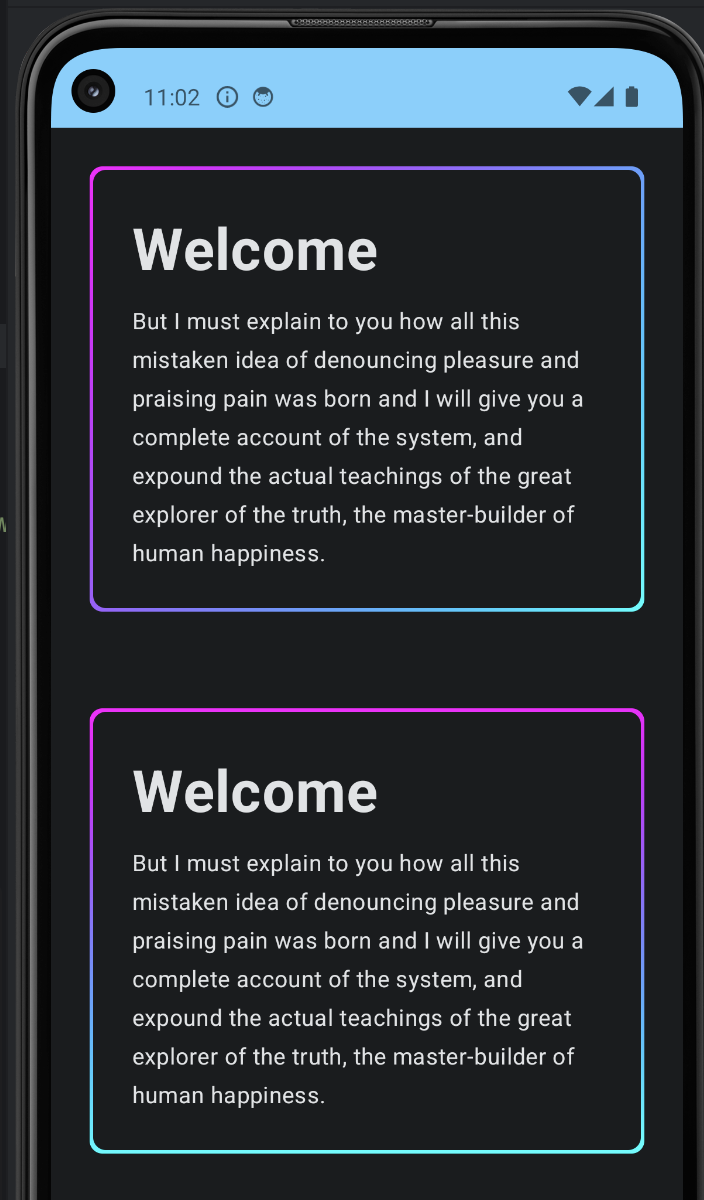 11:02
Welcome
But I must explain to you how all this
mistaken idea of denouncing pleasure and
praising pain was born and I will give you a
complete account of the system, and
expound the actual teachings of the great
explorer of the truth, the master-builder of
human happiness.
Welcome
But I must explain to you how all this
mistaken idea of denouncing pleasure and
praising pain was born and I will give you a
complete account of the system, and
expound the actual teachings of the great
explorer of the truth, the master-builder of
human happiness.